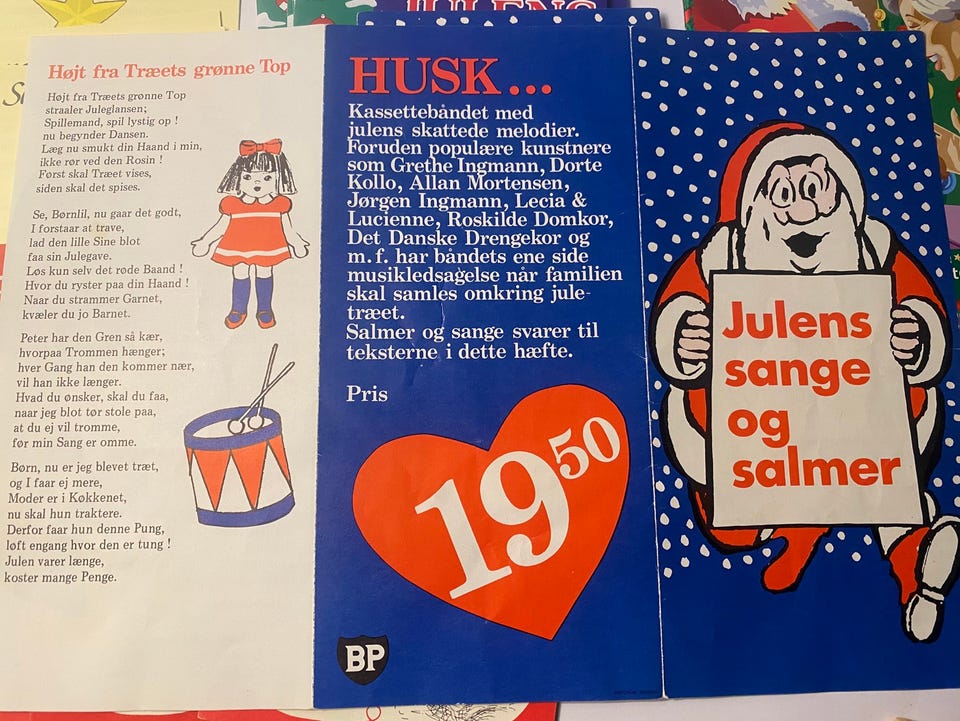 JULENS
Højt fra Træets grønne Top
Højt fra Træets grønne Top
straaler Juleglansen;
Spillemand, spil lystig op !
nu begynder Dansen.
Læg nu smukt din Haand i min,
ikke rør ved den Rosin !
Først skal Træet vises,
siden skal det spises.
Se, Børnlil, nu gaar det godt,
I forstaar at trave,
lad den lille Sine blot
faa sin Julegave.
Løs kun selv det røde Baand !
Hvor du ryster paa din Haand !
Naar du strammer Garnet,
kvæler du jo Barnet.
Peter har den Gren så kær,
hvorpaa Trommen hænger;
hver Gang han den kommer nær,
vil han ikke længer.
Hvad du ønsker, skal du faa,
naar jeg blot tør stole paa,
at du ej vil tromme,
før min Sang er omme.
Børn, nu er jeg blevet træt,
og I faar ej mere,
Moder er i Køkkenet,
nu skal hun traktere.
Derfor faar hun denne Pung,
løft engang hvor den er tung !
Julen varer længe,
koster mange Penge.
HUSK...
Kassettebåndet med
julens skattede melodier.
Foruden populære kunstnere
som Grethe Ingmann, Dorte
Kollo, Allan Mortensen,
Jørgen Ingmann, Lecia &
Lucienne, Roskilde Domkor,
Det Danske Drengekor og
m.f. har båndets ene side
musikledsagelse når familien
skal samles omkring jule-
træet.
Salmer og sange svarer til
teksterne i dette hæfte.
Pris
19 50
BP
Julens
sange
og
salmer